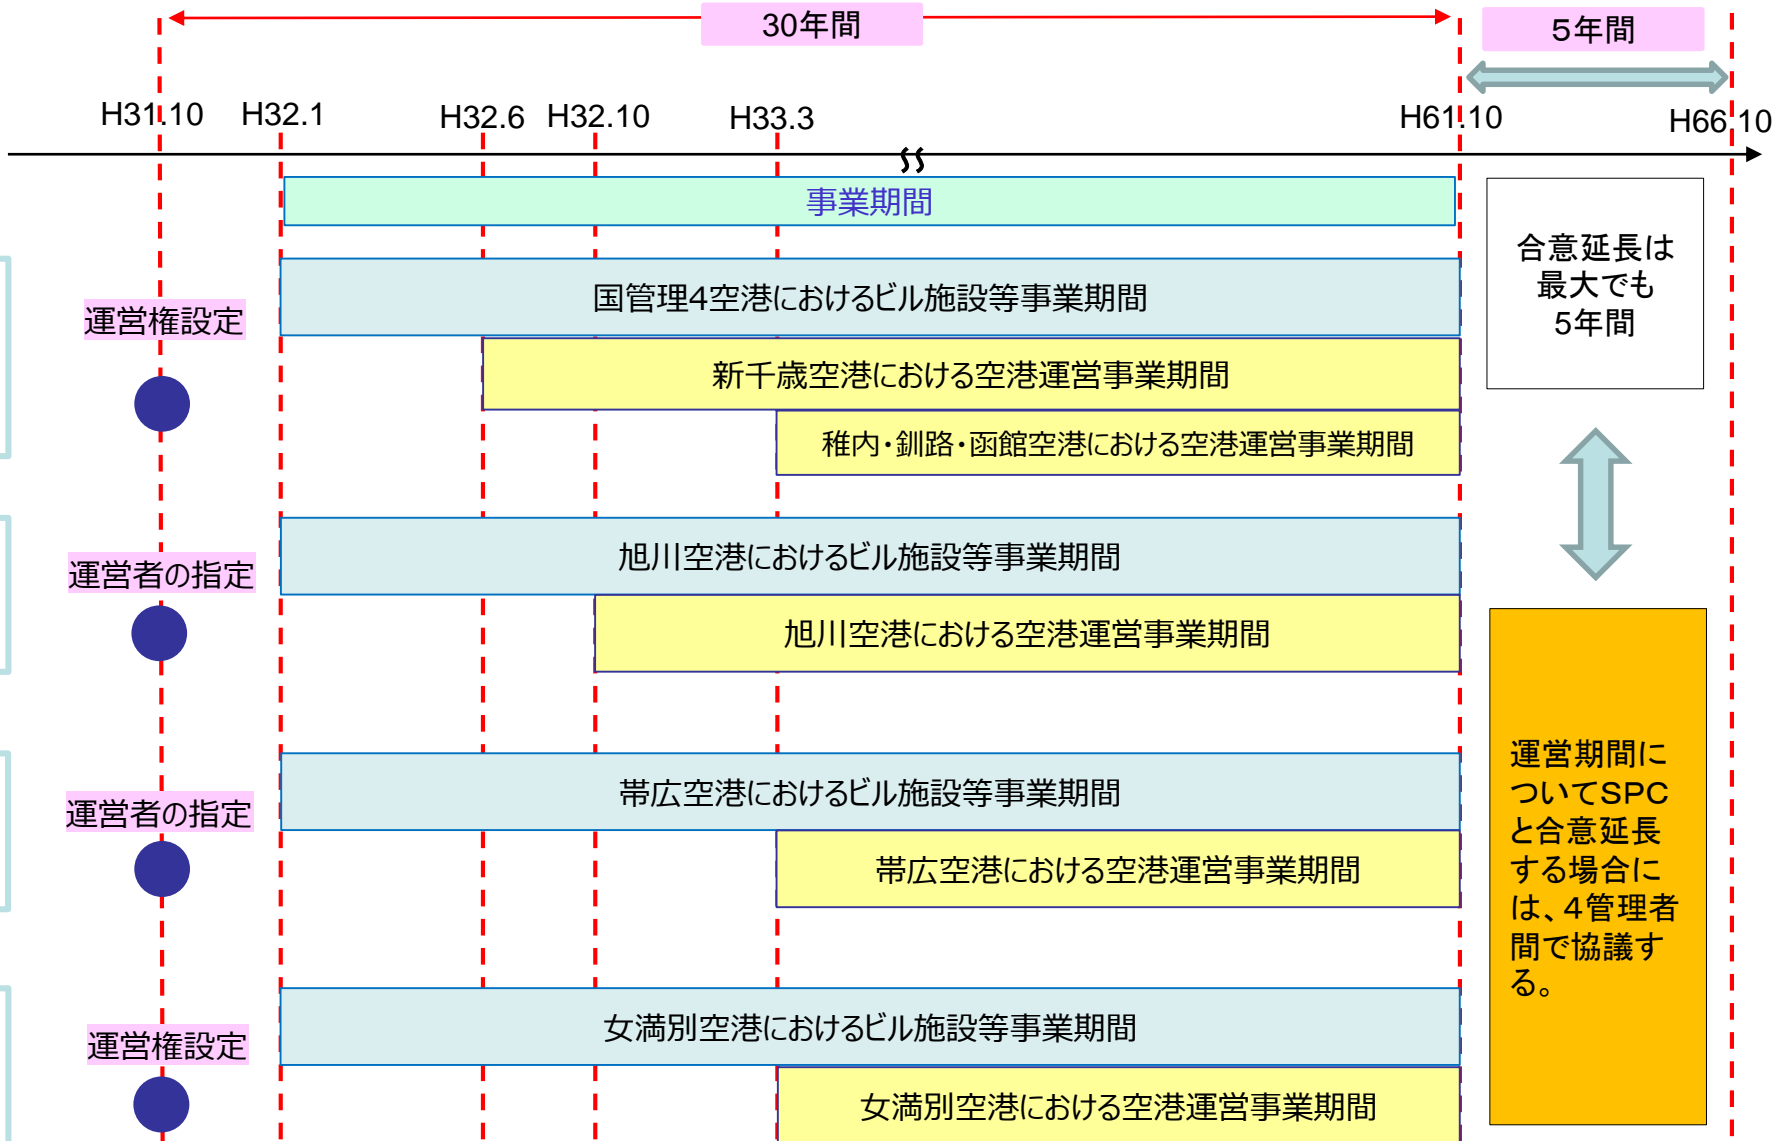 30年間
5年間
H31.10
H32.1
H32.6
H32.10
H33.3
H61.10
H66.10
事業期間
合意延長は
最大でも
5年間
運営権設定
国管理4空港におけるビル施設等事業期間
新千歳空港における空港運営事業期間
稚内・釧路・函館空港における空港運営事業期間
運営者の指定
旭川空港におけるビル施設等事業期間
旭川空港における空港運営事業期間
運営者の指定
帯広空港におけるビル施設等事業期間
帯広空港における空港運営事業期間
運営権設定
女満別空港におけるビル施設等事業期間
女満別空港における空港運営事業期間
運営期間に
ついてSPC
と合意延長
する場合に
は、4管理者
間で協議す
る。